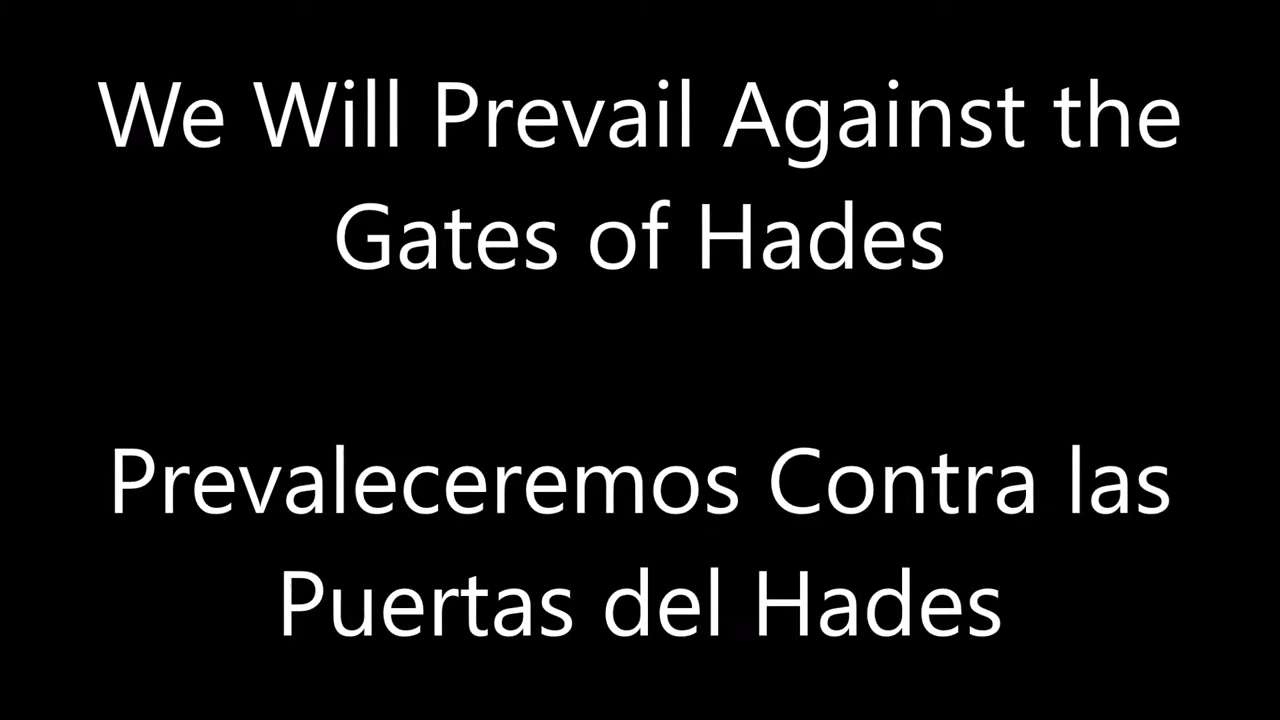 We Will Prevail Against the
Gates of Hades
Prevaleceremos Contra las
Puertas del Hades